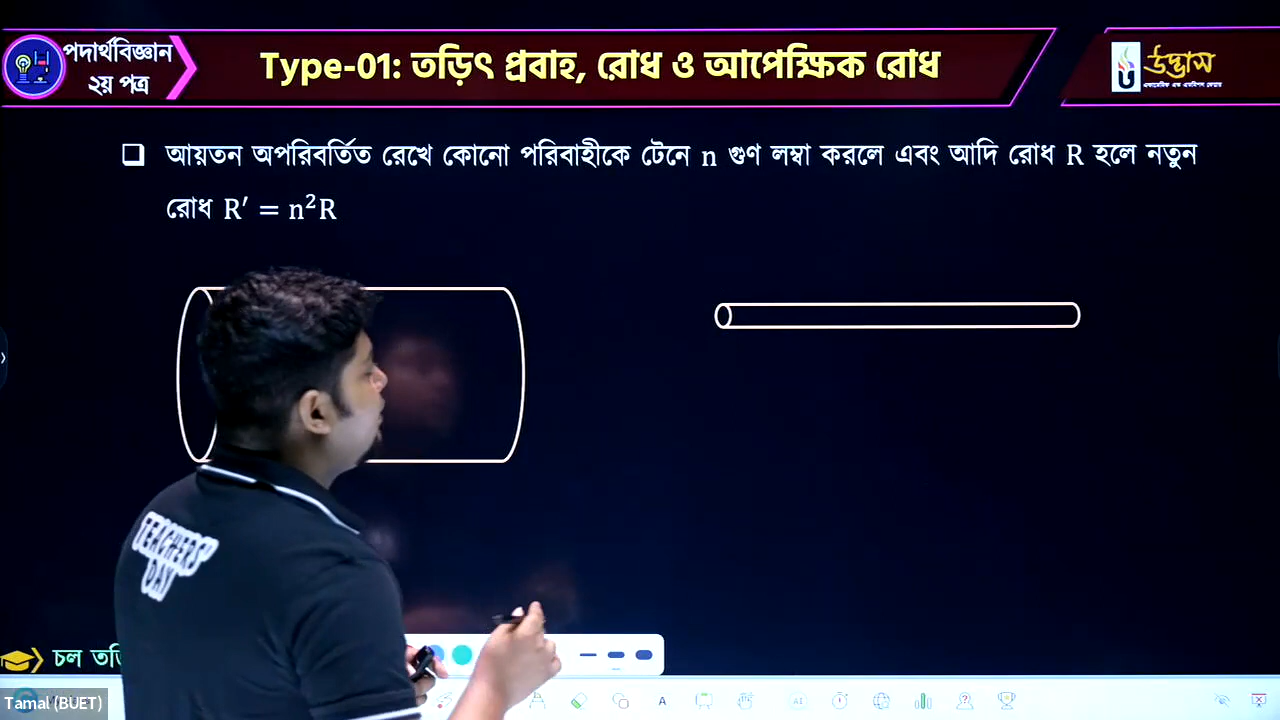 পদার্থবিজ্ঞান
২য় পত্র
Type-01: তড়িৎ প্রবাহ, রোধ ও আপেক্ষিক রোধ
উদ্ভাস
আয়তন অপরিবর্তিত রেখে কোনো পরিবাহীকে টেনে n গুণ লম্বা করলে এবং আদি রোধ R হলে নতুন
রোধ R′ = n²R
TEACHERS'
DAY
চল
Tamal (BUET)